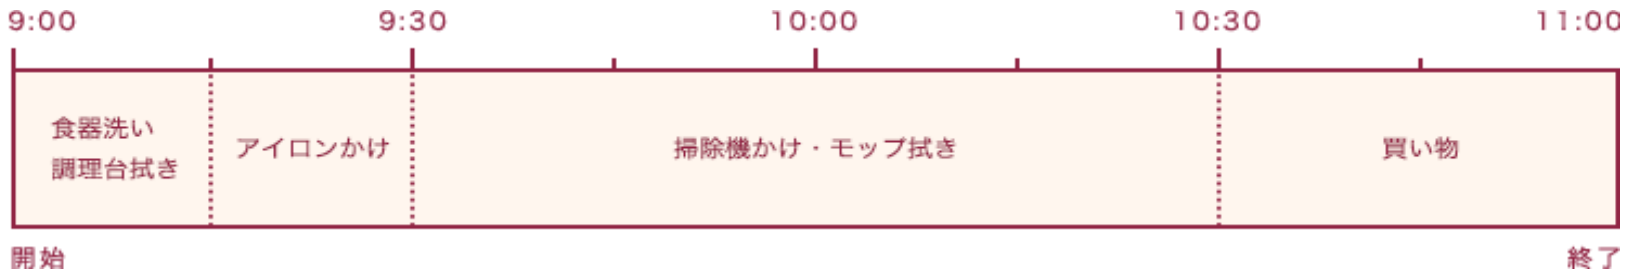 9:00 9:30 10:00 10:30 11:00
食器洗い
調理台拭き
アイロンかけ
掃除機かけ・モップ拭き
買い物
開始 終了